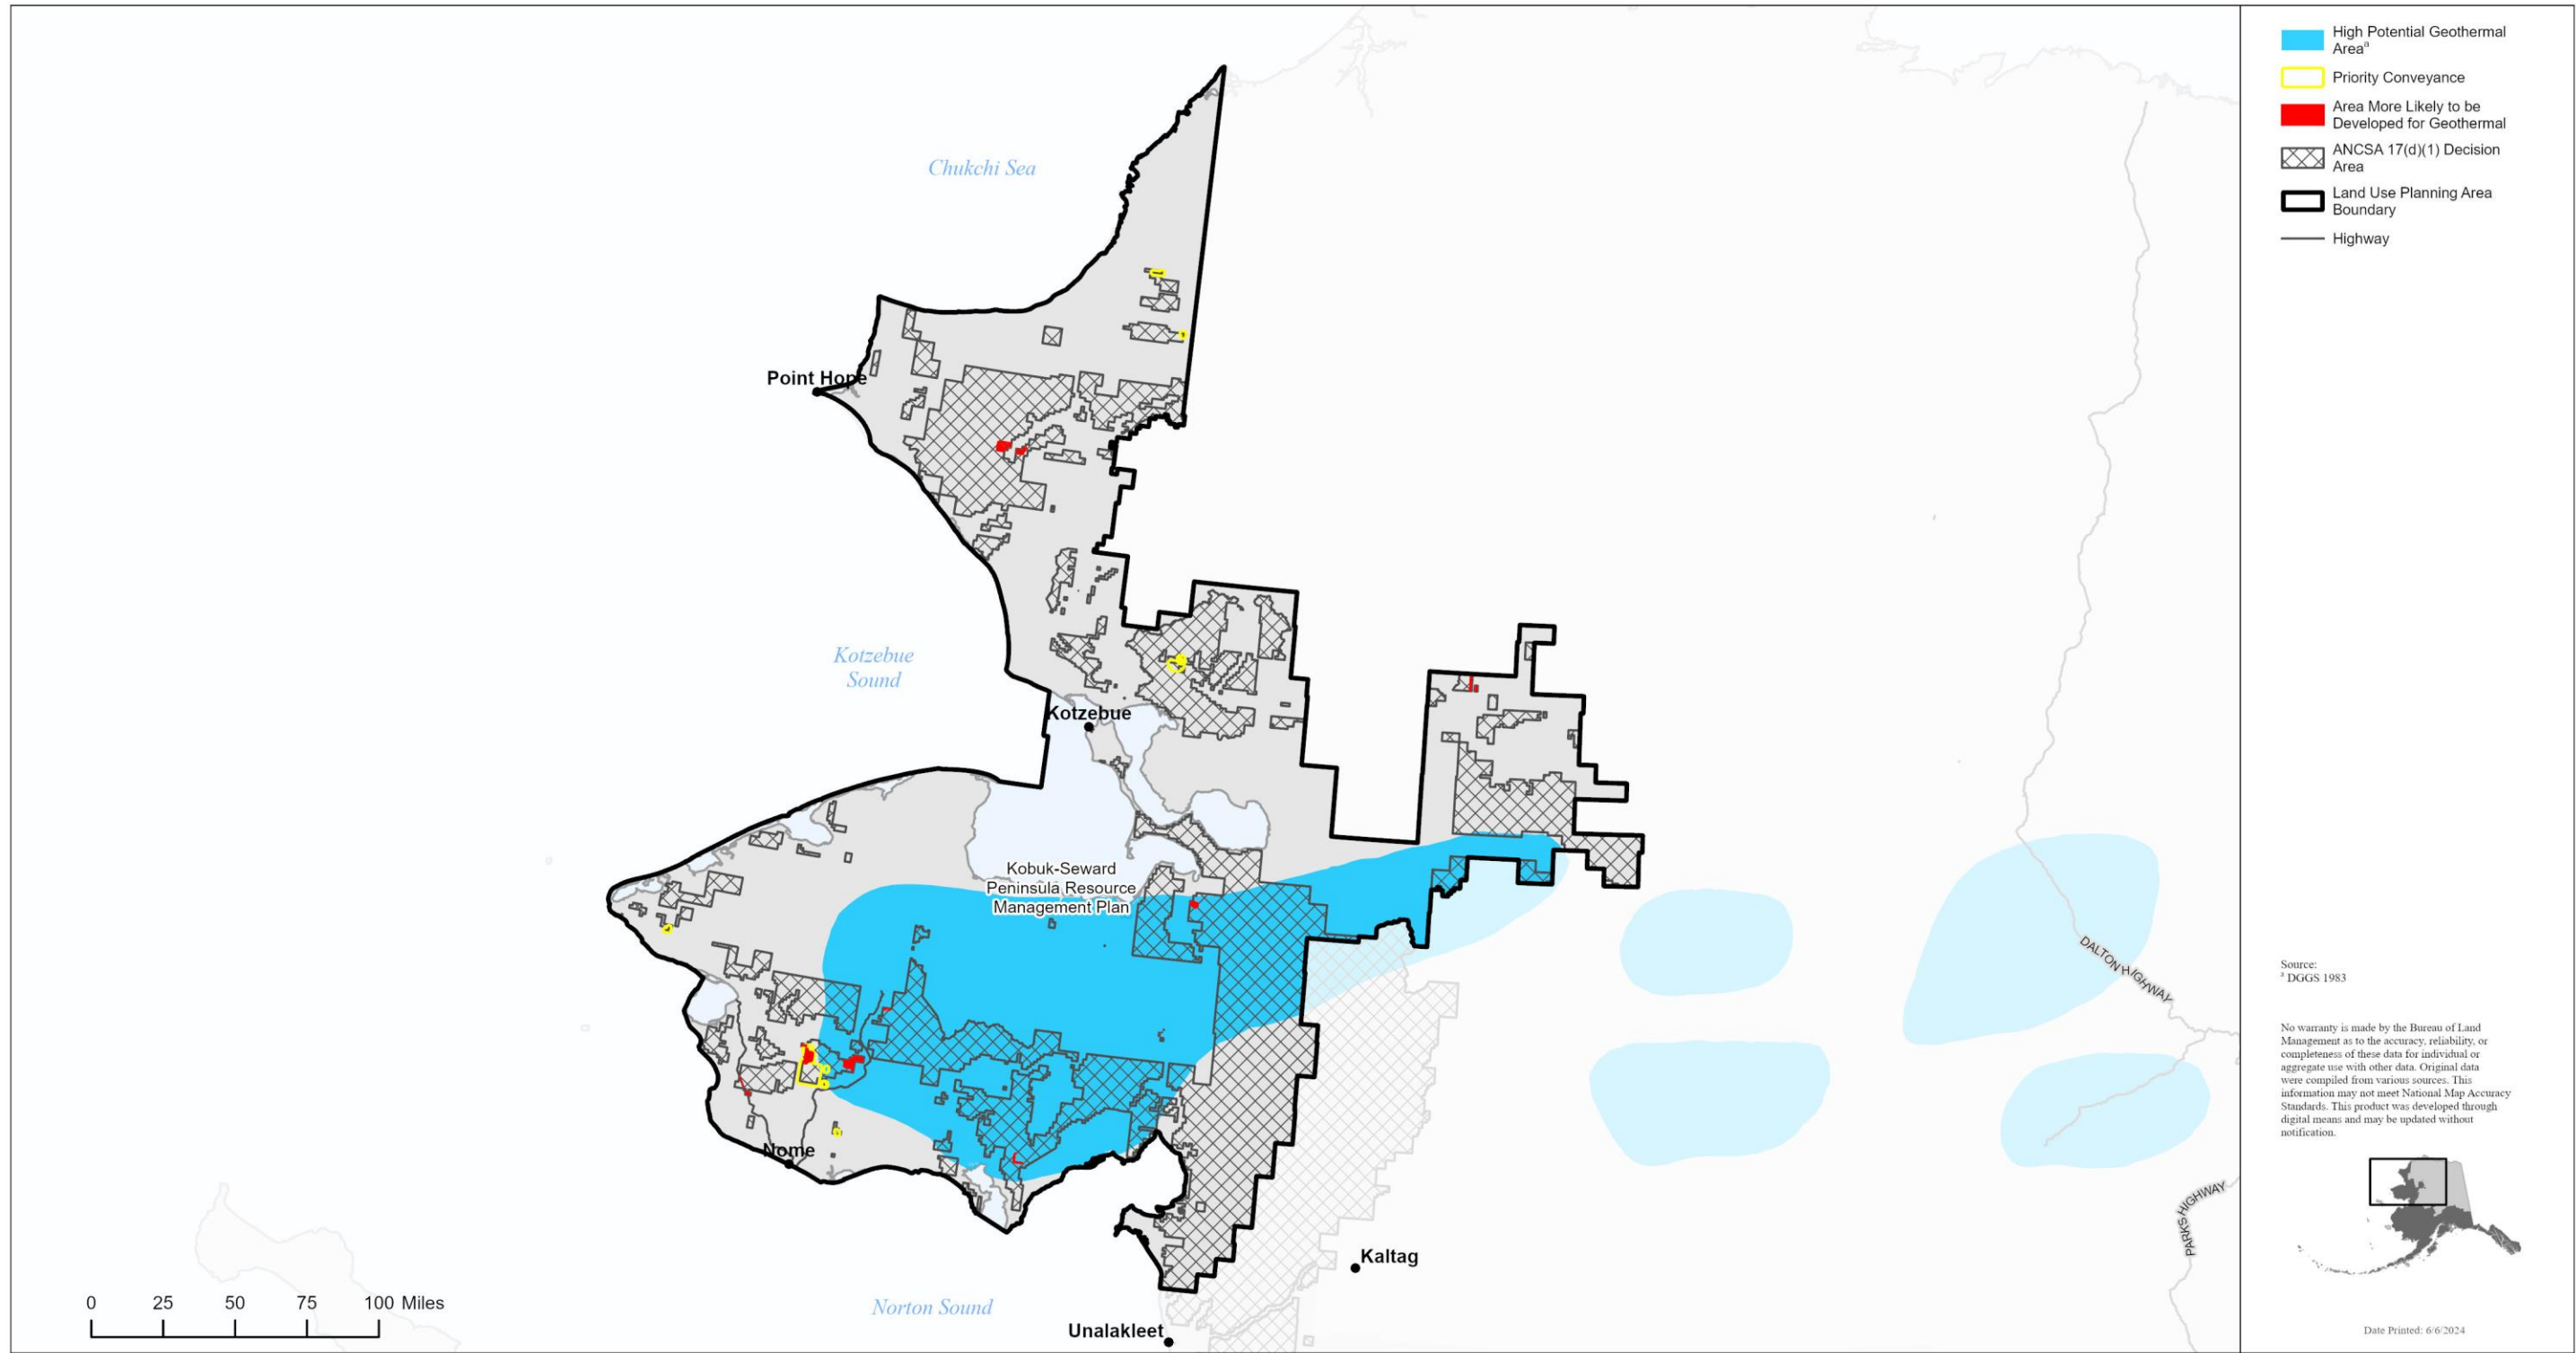 Chukchi Sea
Point Hope
Kotzebue
Sound
Kotzebue
Kobuk-Seward
Peninsula Resource
Management Plan
DALTON HIGHWAY
Nome
PARKS HIGHWAY
Kaltag
Norton Sound
Unalakleet
0 25 50 75 100 Miles
High Potential Geothermal
Areaª
Priority Conveyance
Area More Likely to be
Developed for Geothermal
ANCSA 17(d)(1) Decision
Area
Land Use Planning Area
Boundary
Highway
Source:
ª DGGS 1983
No warranty is made by the Bureau of Land
Management as to the accuracy, reliability, or
completeness of these data for individual or
aggregate use with other data. Original data
were compiled from various sources. This
information may not meet National Map Accuracy
Standards. This product was developed through
digital means and may be updated without
notification.
Date Printed: 6/6/2024